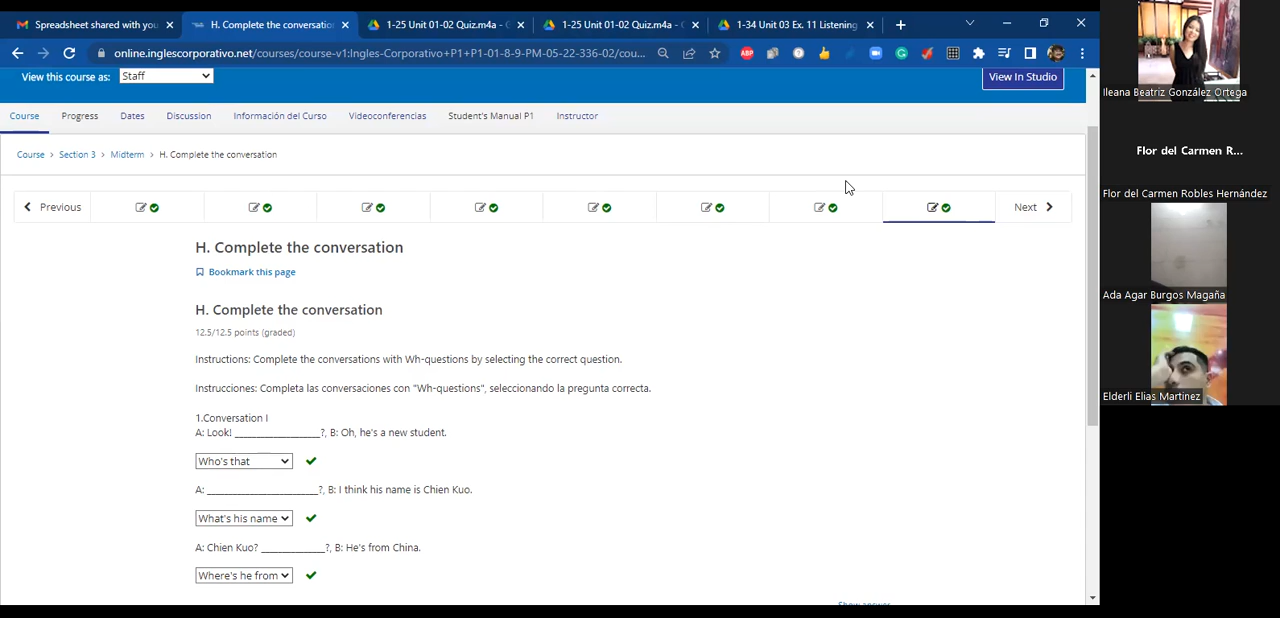 Spreadsheet shared with you
H. Complete the conversation
1-25 Unit 01-02 Quiz.m4a - G
1-25 Unit 01-02 Quiz.m4a - G
1-34 Unit 03 Ex. 11 Listening
online.inglescorporativo.net/courses/course-v1:Ingles-Corporativo+P1+P1-01-8-9-PM-05-22-336-02/cou...
ABP
View this course as:
Staff
View In Studio
Course
Progress
Dates
Discussion
Información del Curso
Videoconferencias
Student's Manual P1
Instructor
Course > Section 3 > Midterm > H. Complete the conversation
Previous
Next
H. Complete the conversation
Bookmark this page
H. Complete the conversation
12.5/12.5 points (graded)
Instructions: Complete the conversations with Wh-questions by selecting the correct question.
Instrucciones: Completa las conversaciones con "Wh-questions", seleccionando la pregunta correcta.
1.Conversation I
A: Look! ____________________?, B: Oh, he's a new student.
Who's that
A: __________________________?, B: I think his name is Chien Kuo.
What's his name
A: Chien Kuo? _______________?, B: He's from China.
Where's he from
Show answer
Ileana Beatriz González Ortega
Flor del Carmen R...
Flor del Carmen Robles Hernández
Ada Agar Burgos Magaña
Elderli Elias Martinez